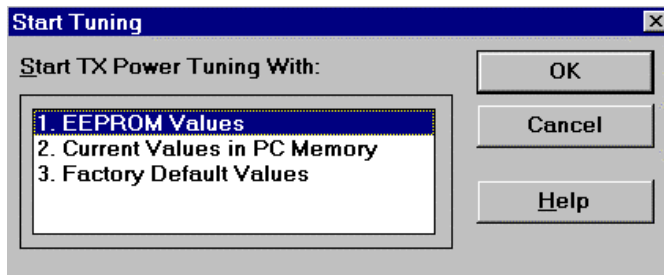 Start Tuning
Start TX Power Tuning With:
1. EEPROM Values
2. Current Values in PC Memory
3. Factory Default Values
OK
Cancel
Help